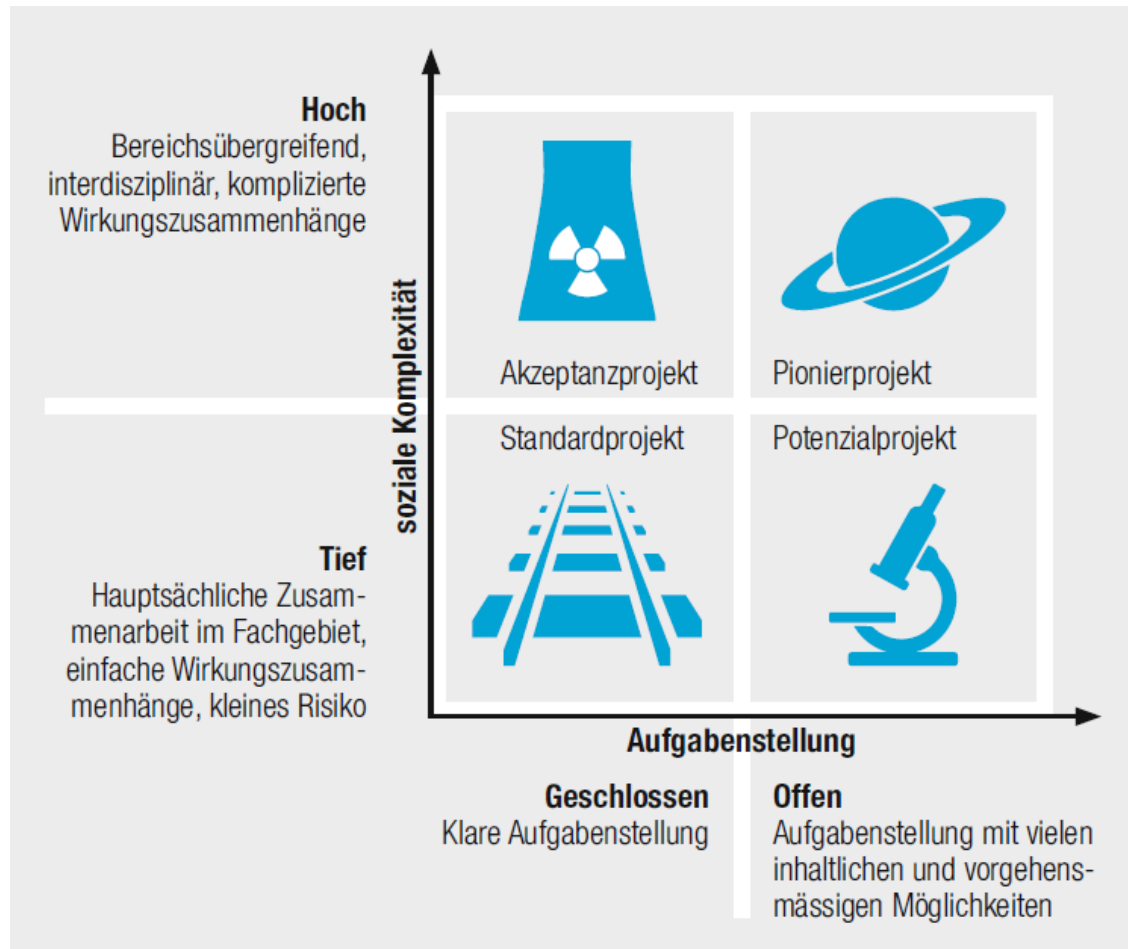 Hoch
Bereichsübergreifend,
interdisziplinär, komplizierte
Wirkungszusammenhänge
soziale Komplexität
Akzeptanzprojekt
Pionierprojekt
Standardprojekt
Potenzialprojekt
Tief
Hauptsächliche Zusam-
menarbeit im Fachgebiet,
einfache Wirkungszusam-
menhänge, kleines Risiko
Aufgabenstellung
Geschlossen
Klare Aufgabenstellung
Offen
Aufgabenstellung mit vielen
inhaltlichen und vorgehens-
mässigen Möglichkeiten